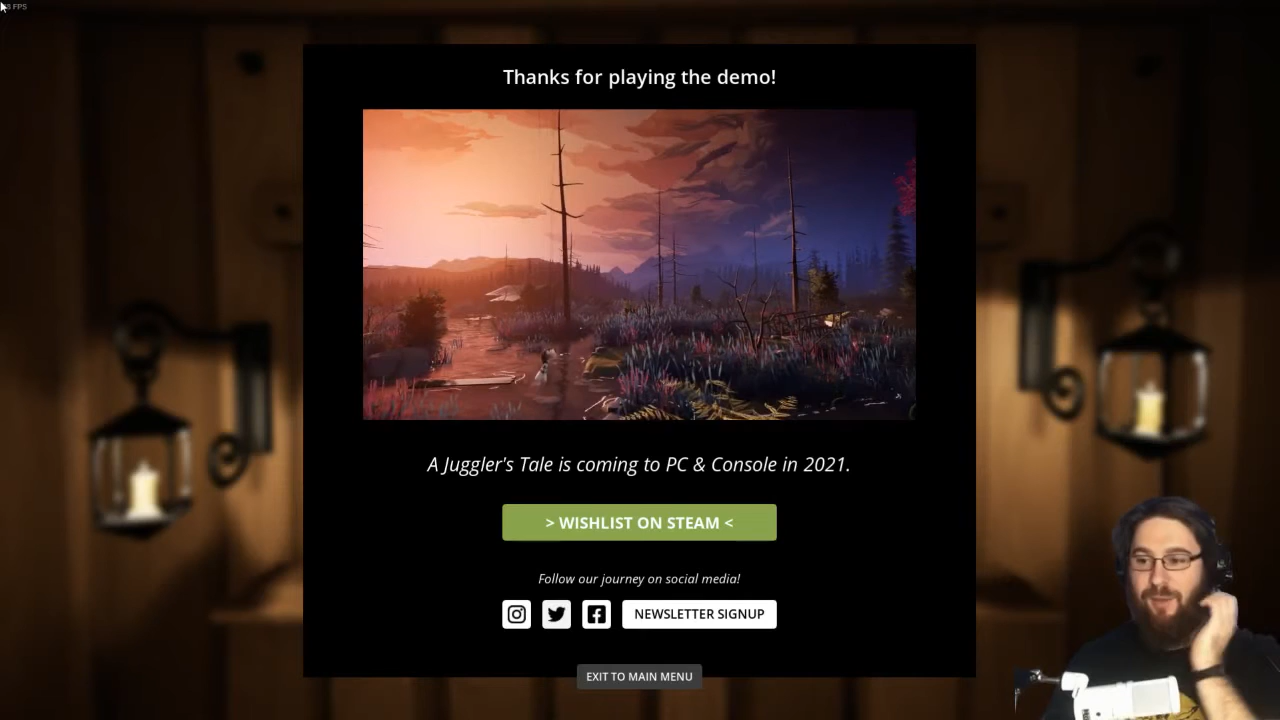 FPS
Thanks for playing the demo!
A Juggler's Tale is coming to PC & Console in 2021.
> WISHLIST ON STEAM <
Follow our journey on social media!
NEWSLETTER SIGNUP
EXIT TO MAIN MENU